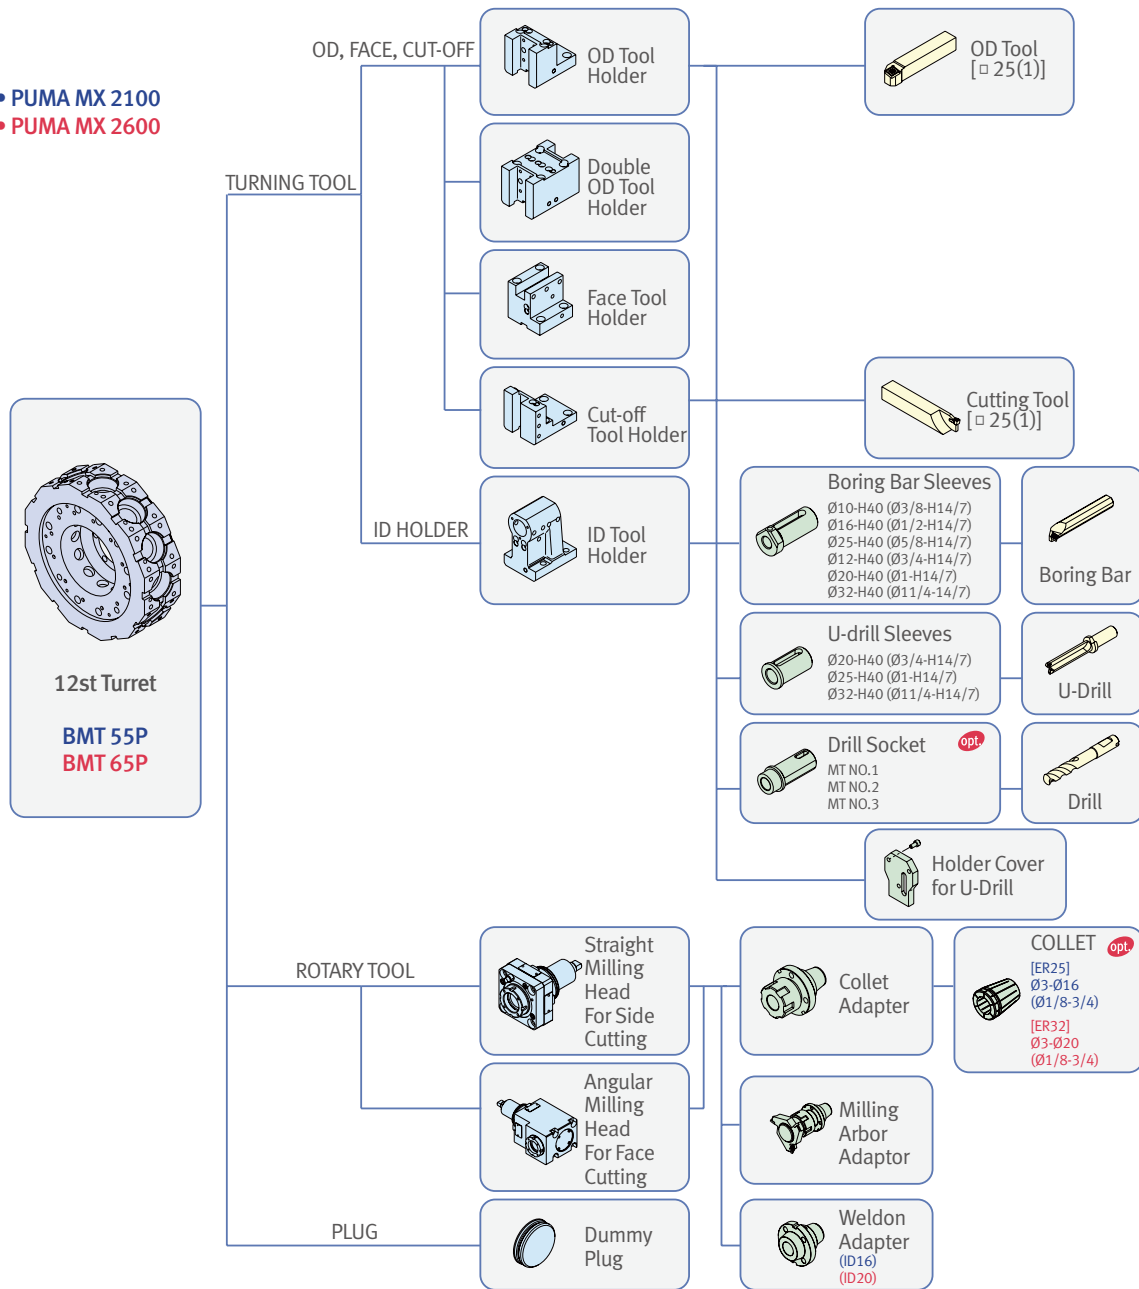 • PUMA MX 2100
• PUMA MX 2600
12st Turret
BMT 55P
BMT 65P
TURNING TOOL
OD, FACE, CUT-OFF
OD Tool
Holder
Double
OD Tool
Holder
Face Tool
Holder
Cut-off
Tool Holder
ID HOLDER
ID Tool
Holder
OD Tool
[□ 25(1)]
Cutting Tool
[□ 25(1)]
Boring Bar Sleeves
Ø10-H40 (Ø3/8-H14/7)
Ø16-H40 (Ø1/2-H14/7)
Ø25-H40 (Ø5/8-H14/7)
Ø12-H40 (Ø3/4-H14/7)
Ø20-H40 (Ø1-H14/7)
Ø32-H40 (Ø11/4-14/7)
Boring Bar
U-drill Sleeves
Ø20-H40 (Ø3/4-H14/7)
Ø25-H40 (Ø1-H14/7)
Ø32-H40 (Ø11/4-H14/7)
U-Drill
Drill Socket
opt.
MT NO.1
MT NO.2
MT NO.3
Drill
Holder Cover
for U-Drill
ROTARY TOOL
Straight
Milling
Head
For Side
Cutting
Angular
Milling
Head
For Face
Cutting
Collet
Adapter
COLLET
opt.
[ER25]
Ø3-Ø16
(Ø1/8-3/4)
[ER32]
Ø3-Ø20
(Ø1/8-3/4)
Milling
Arbor
Adaptor
Weldon
Adapter
(ID16)
(ID20)
PLUG
Dummy
Plug